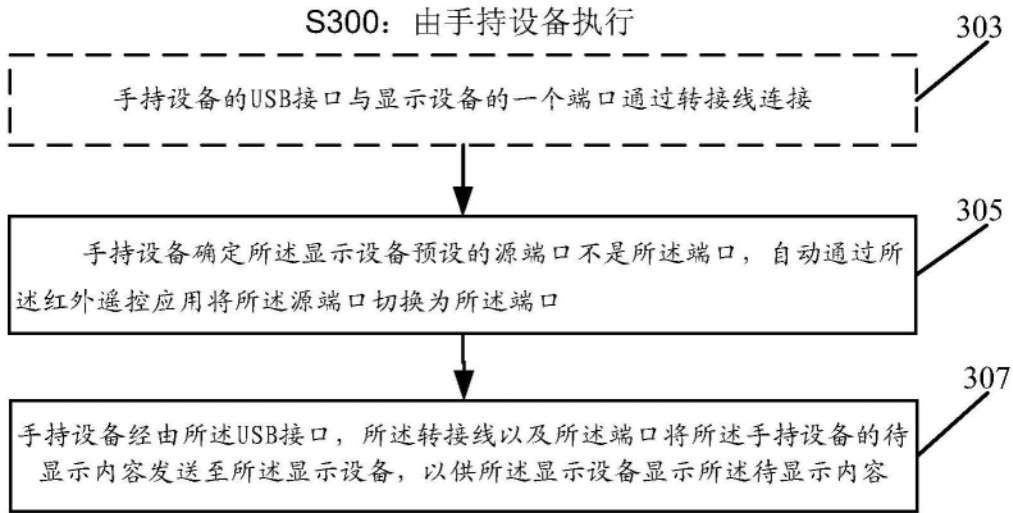 S300：由手持设备执行
303
手持设备的USB接口与显示设备的一个端口通过转接线连接
305
手持设备确定所述显示设备预设的源端口不是所述端口，自动通过所
述红外遥控应用将所述源端口切换为所述端口
307
手持设备经由所述USB接口，所述转接线以及所述端口将所述手持设备的待
显示内容发送至所述显示设备，以供所述显示设备显示所述待显示内容